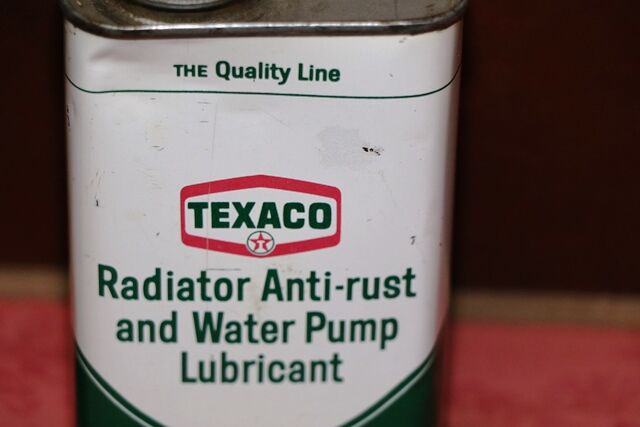 THE Quality Line
TEXACO
T
Radiator Anti-rust
and Water Pump
Lubricant